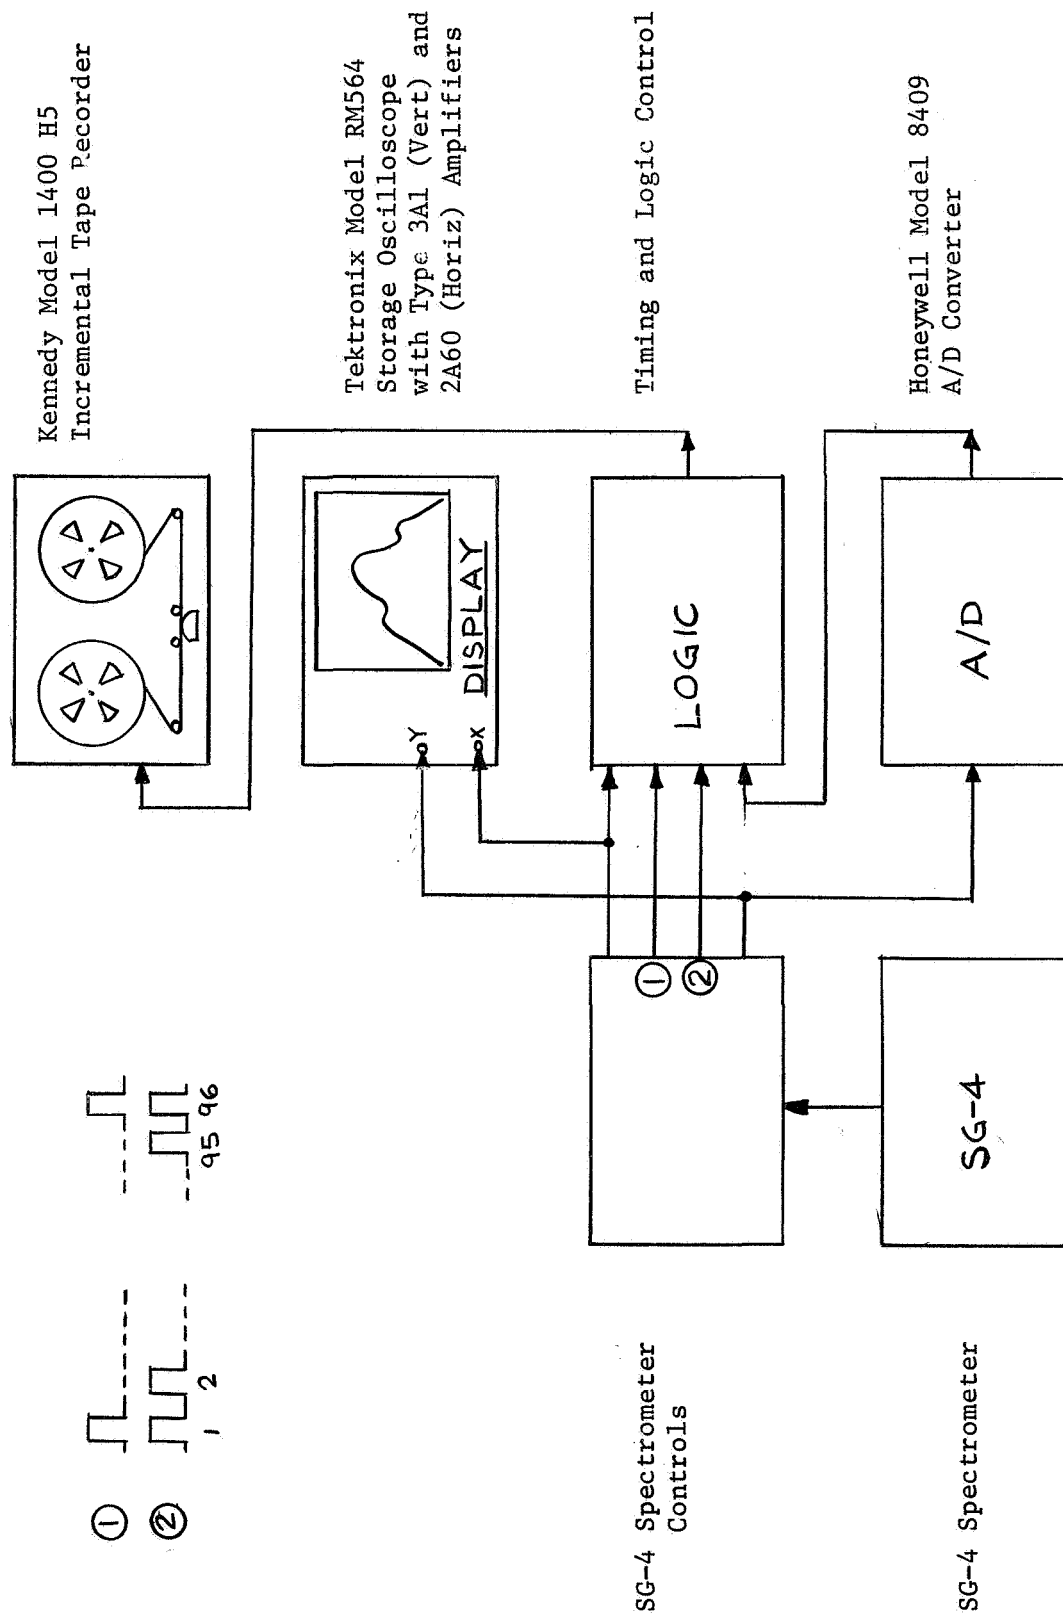 Kennedy Model 1400 H5
Incremental Tape Recorder
Tektronix Model RM564
Storage Oscilloscope
with Type 3A1 (Vert) and
2A60 (Horiz) Amplifiers
Timing and Logic Control
Honeywell Model 8409
A/D Converter
Y
X
DISPLAY
LOGIC
A/D
1
2
SG-4
95 96
1 2
1
2
SG-4 Spectrometer
Controls
SG-4 Spectrometer